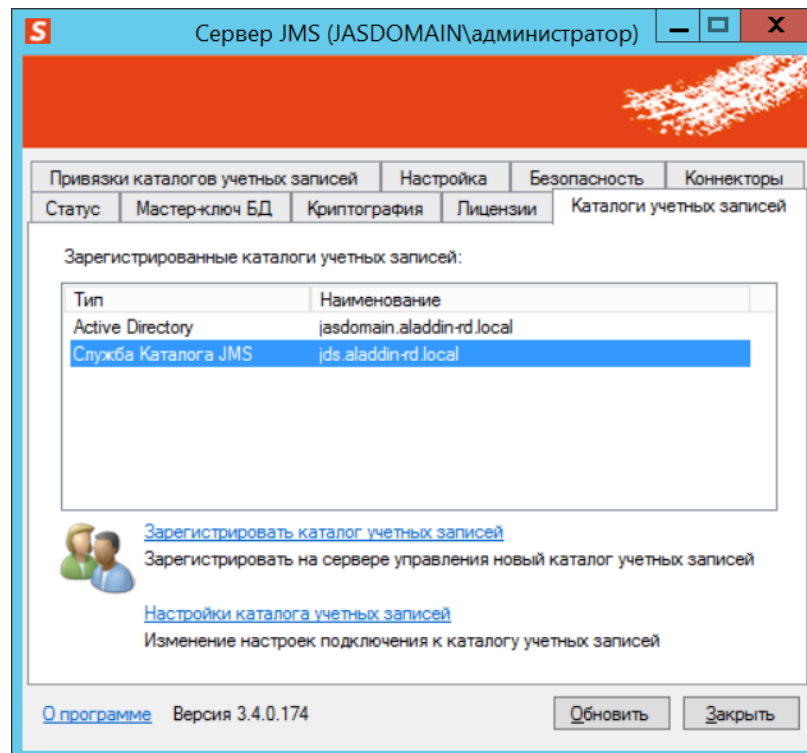 S Сервер JMS (JASDOMAIN\администратор)
Привязки каталогов учетных записей Настройка Безопасность Коннекторы
Статус Мастер-ключ БД Криптография Лицензии Каталоги учетных записей
Зарегистрированные каталоги учетных записей:
Тип Наименование
Active Directory jasdomain.aladdin-rd.local
Служба Каталога JMS jds.aladdin-rd.local
Зарегистрировать каталог учетных записей
Зарегистрировать на сервере управления новый каталог учетных записей
Настройки каталога учетных записей
Изменение настроек подключения к каталогу учетных записей
О программе Версия 3.4.0.174 Обновить Закрыть